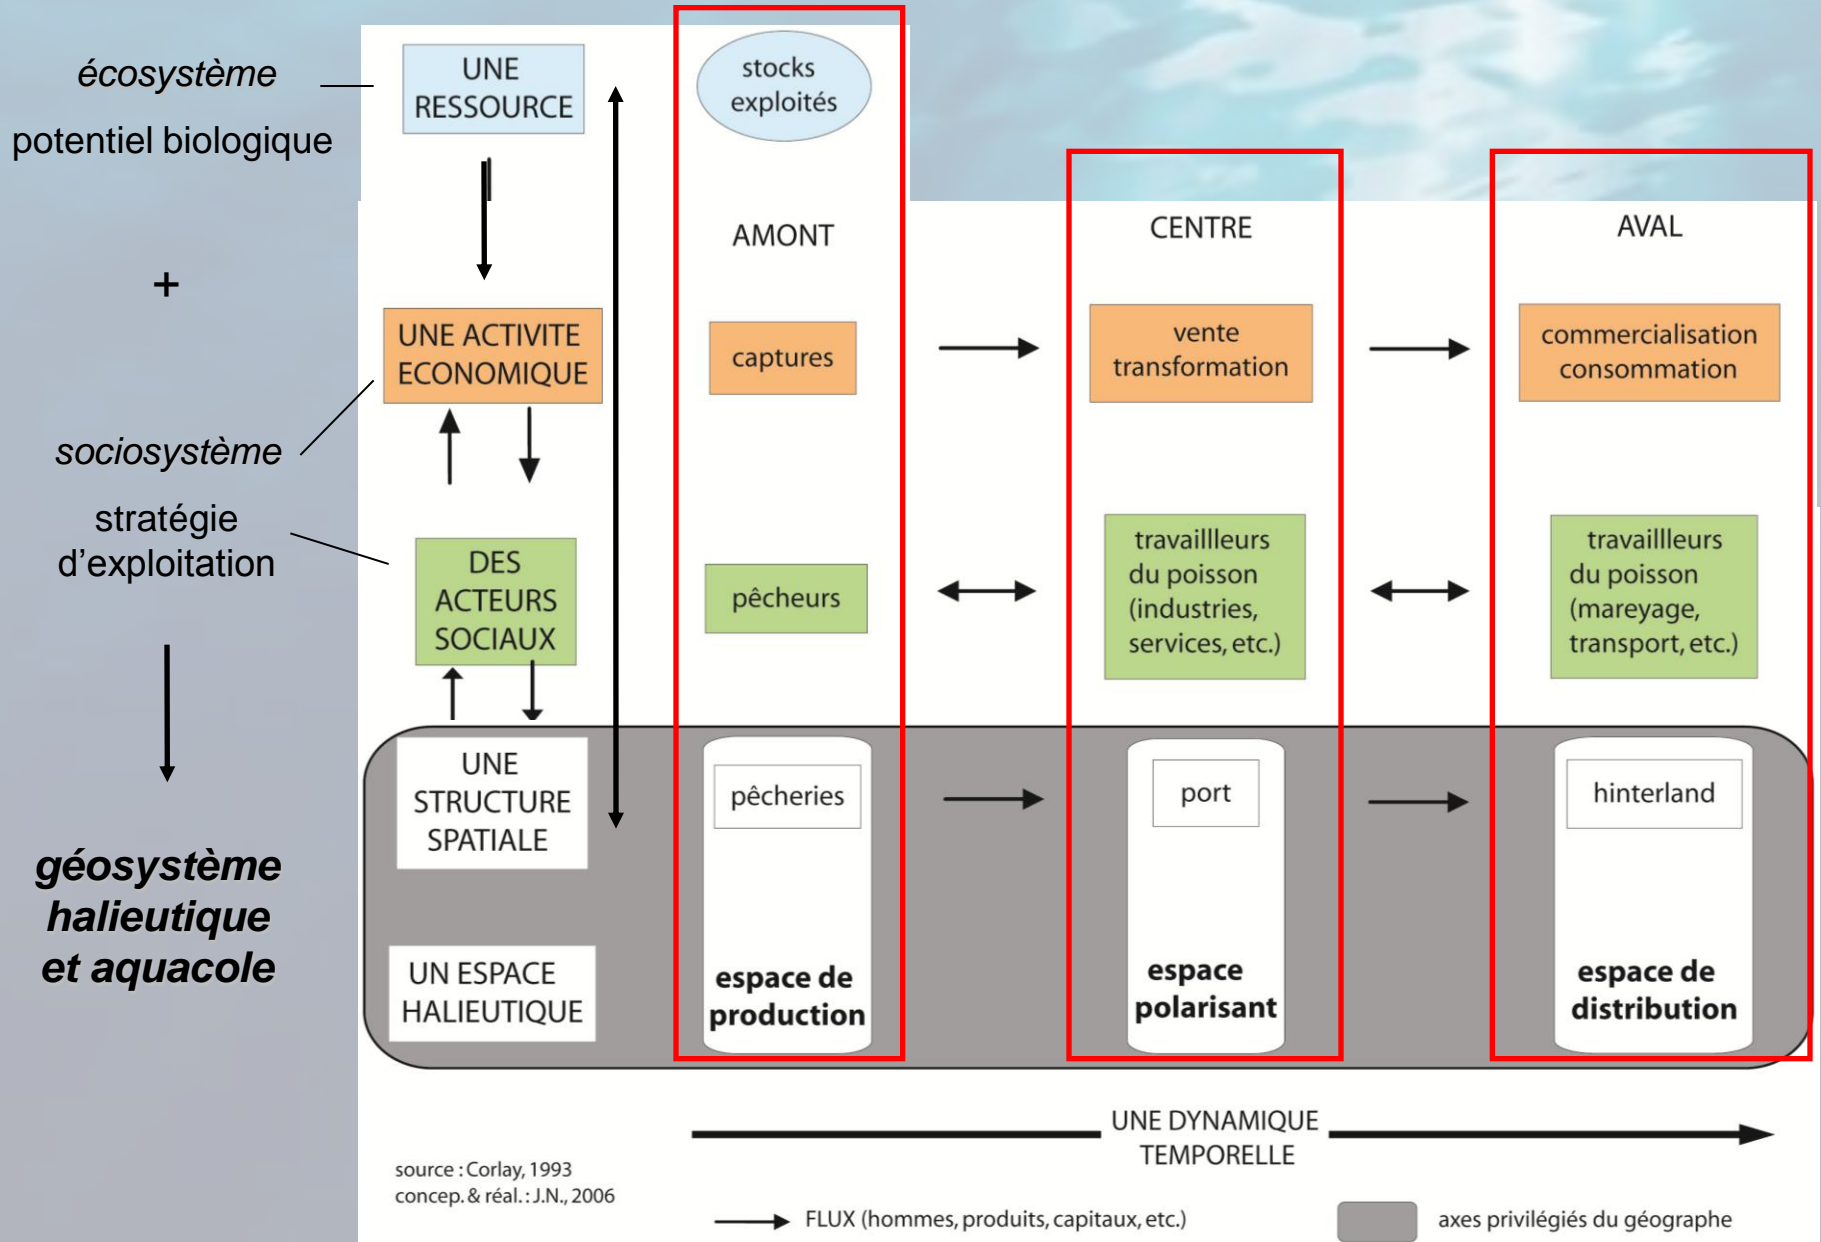 écosystème
potentiel biologique
+
sociosystème
stratégie
d'exploitation
géosystème
halieutique
et aquacole
UNE
RESSOURCE
stocks
exploités
AMONT
CENTRE
AVAL
UNE ACTIVITE
ECONOMIQUE
captures
vente
transformation
commercialisation
consommation
DES
ACTEURS
SOCIAUX
pêcheurs
travaillleurs
du poisson
(industries,
services, etc.)
travaillleurs
du poisson
(mareyage,
transport, etc.)
UNE
STRUCTURE
SPATIALE
pêcheries
port
hinterland
UN ESPACE
HALIEUTIQUE
espace de
production
espace
polarisant
espace de
distribution
UNE DYNAMIQUE
TEMPORELLE
source : Corlay, 1993
concep. & réal. : J.N., 2006
FLUX (hommes, produits, capitaux, etc.)
axes privilégiés du géographe